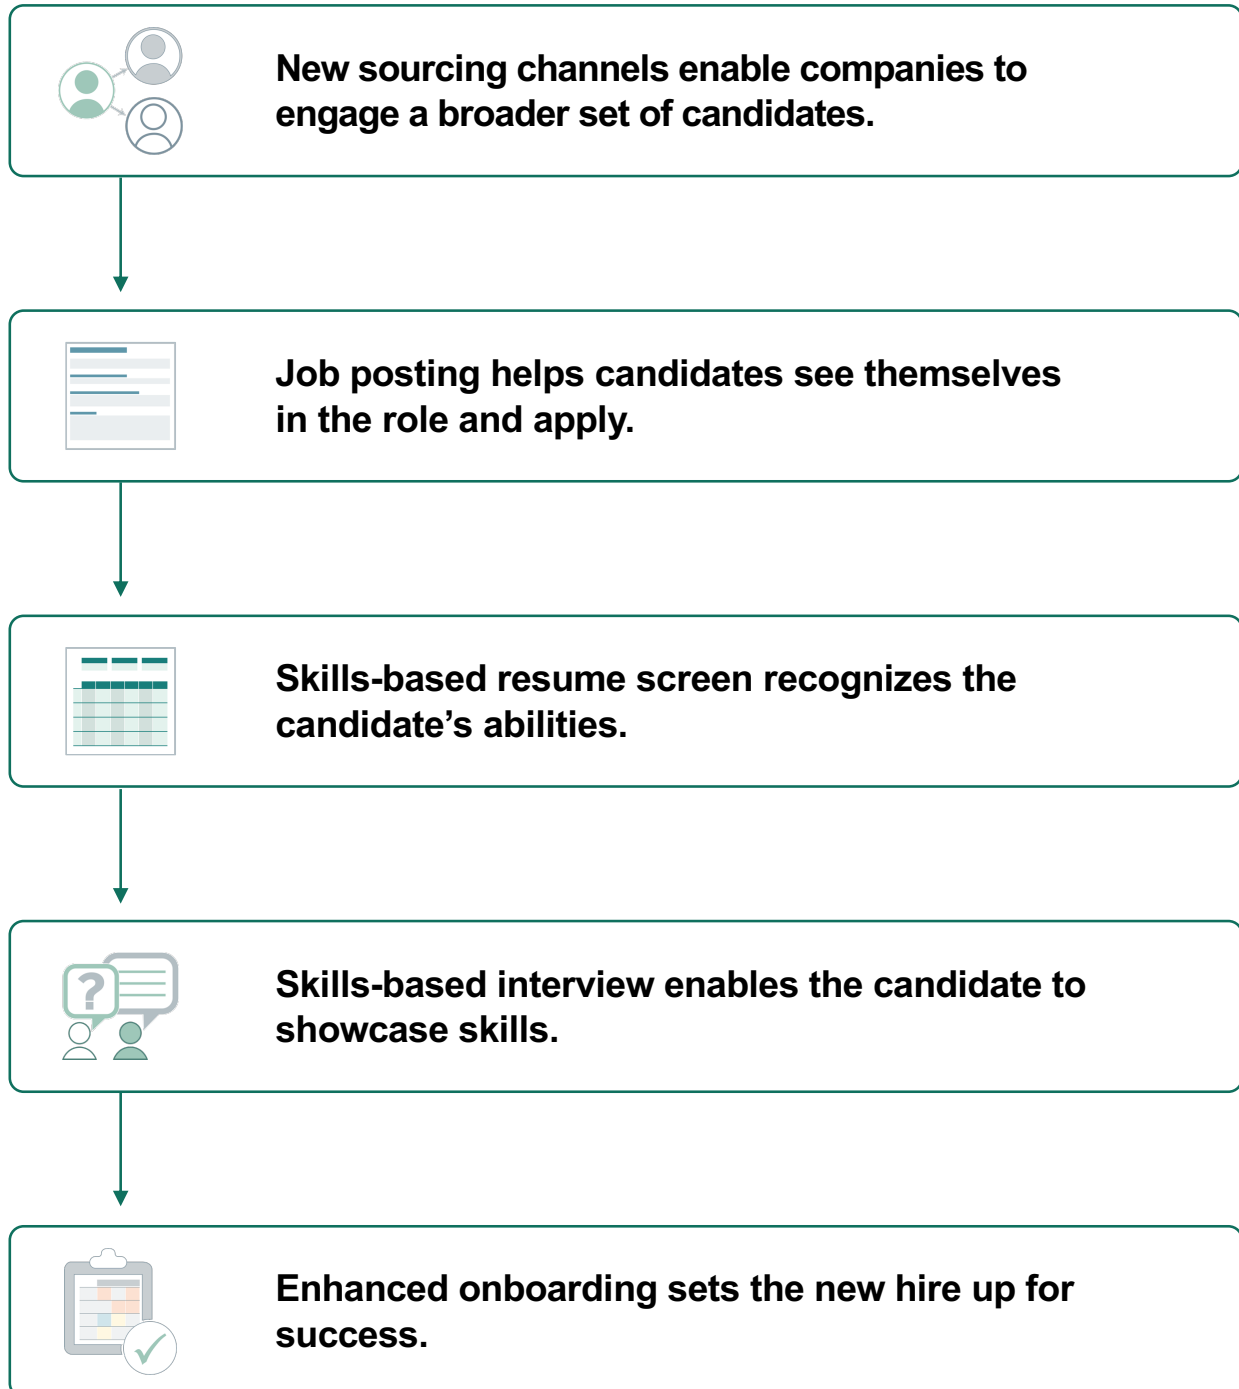 New sourcing channels enable companies to
engage a broader set of candidates.
Job posting helps candidates see themselves
in the role and apply.
Skills-based resume screen recognizes the
candidate’s abilities.
?
Skills-based interview enables the candidate to
showcase skills.
Enhanced onboarding sets the new hire up for
success.